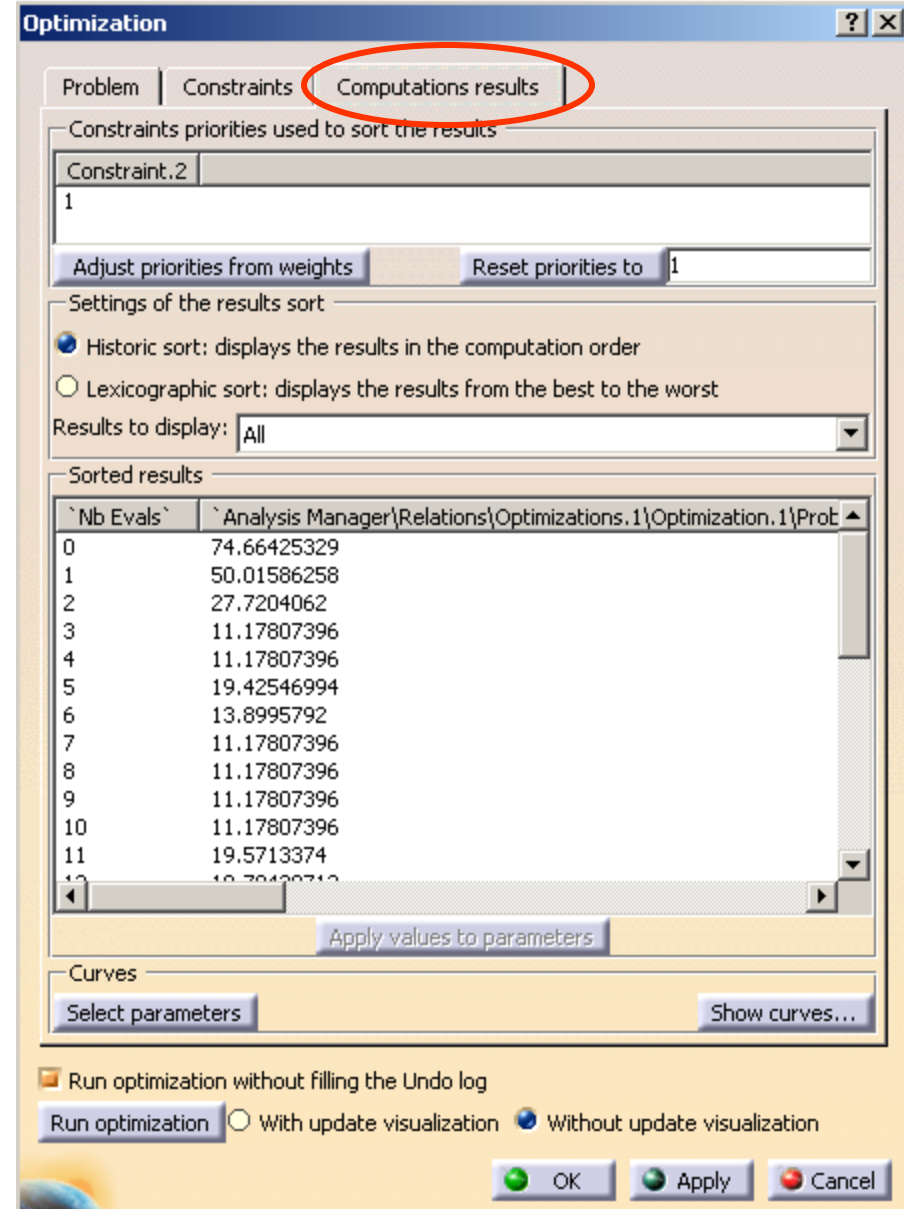 Optimization
Problem Constraints Computations results
Constraints priorities used to sort the results
Constraint.2
1
Adjust priorities from weights Reset priorities to 1
Settings of the results sort
Historic sort: displays the results in the computation order
Lexicographic sort: displays the results from the best to the worst
Results to display: All
Sorted results
`Nb Evals` `Analysis Manager\Relations\Optimizations.1\Optimization.1\Prot
0 74.66425329
1 50.01586258
2 27.7204062
3 11.17807396
4 11.17807396
5 19.42546994
6 13.8995792
7 11.17807396
8 11.17807396
9 11.17807396
10 11.17807396
11 19.5713374
Apply values to parameters
Curves
Select parameters Show curves...
Run optimization without filling the Undo log
Run optimization With update visualization Without update visualization
OK Apply Cancel